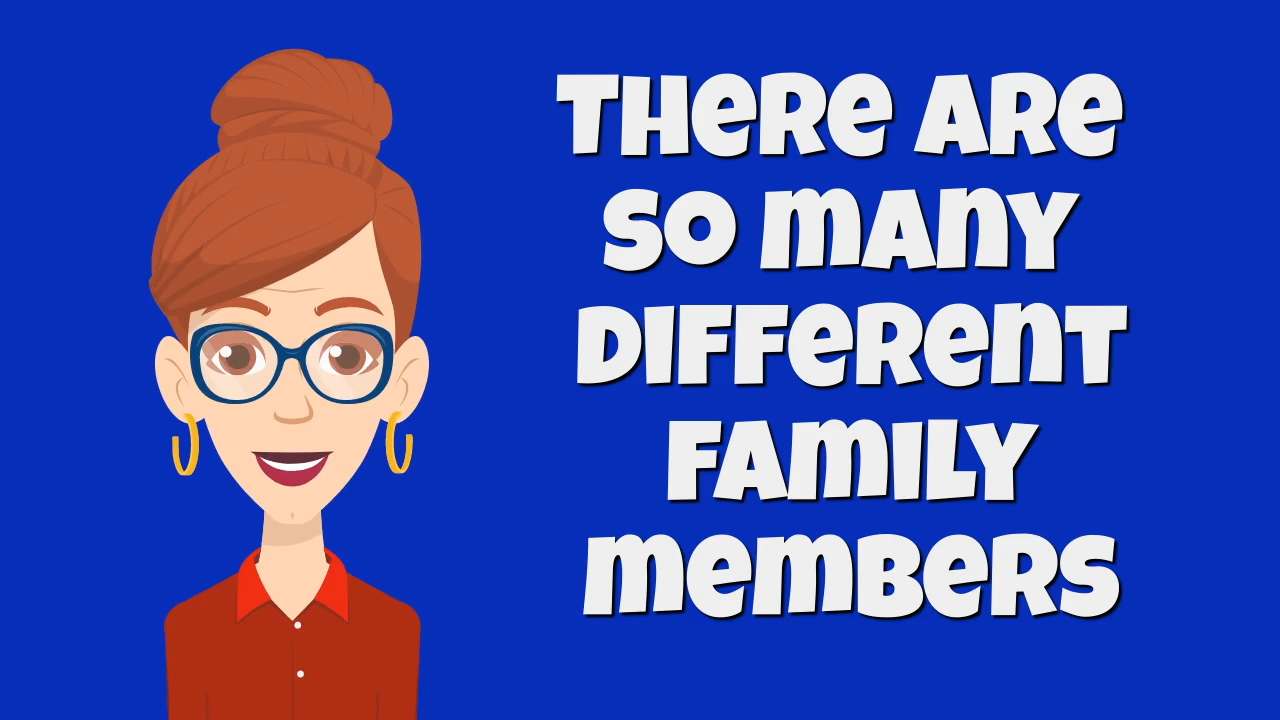 THERE ARE
SO MANY
DIFFERENT
FAMILY
MEMBERS